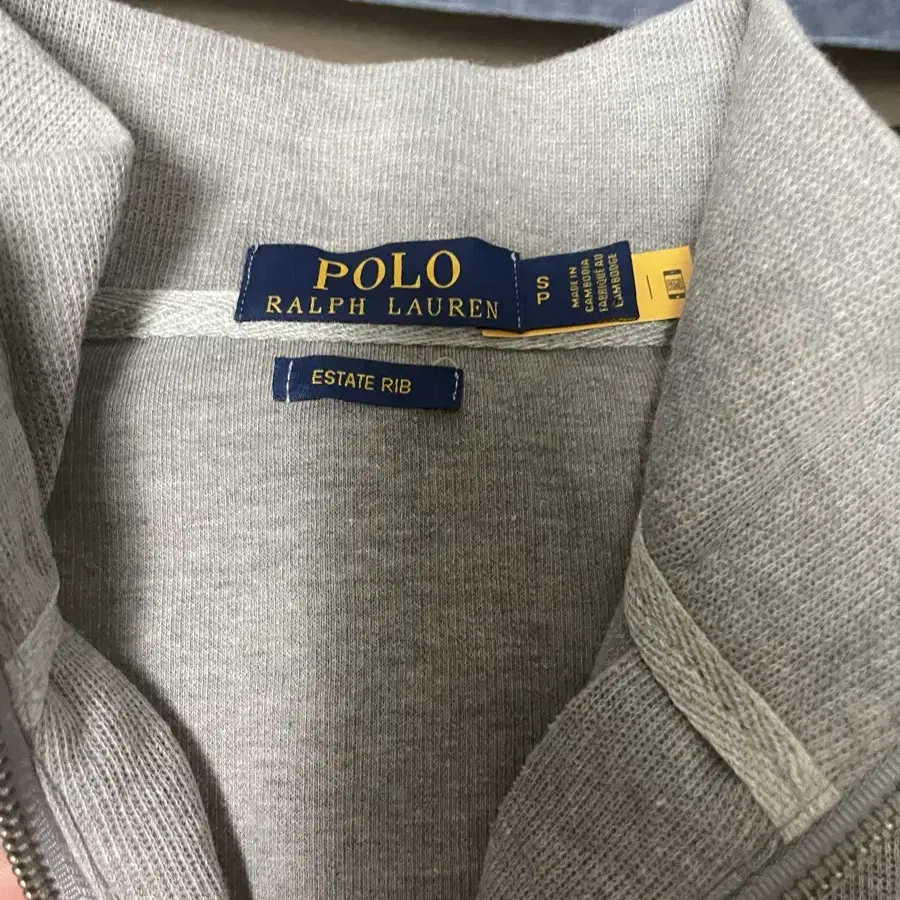 POLO
RALPH LAUREN
S
P
MADE IN
CAMBODIA
FABRIQUÉ AU
CAMBODGE
ESTATE RIB